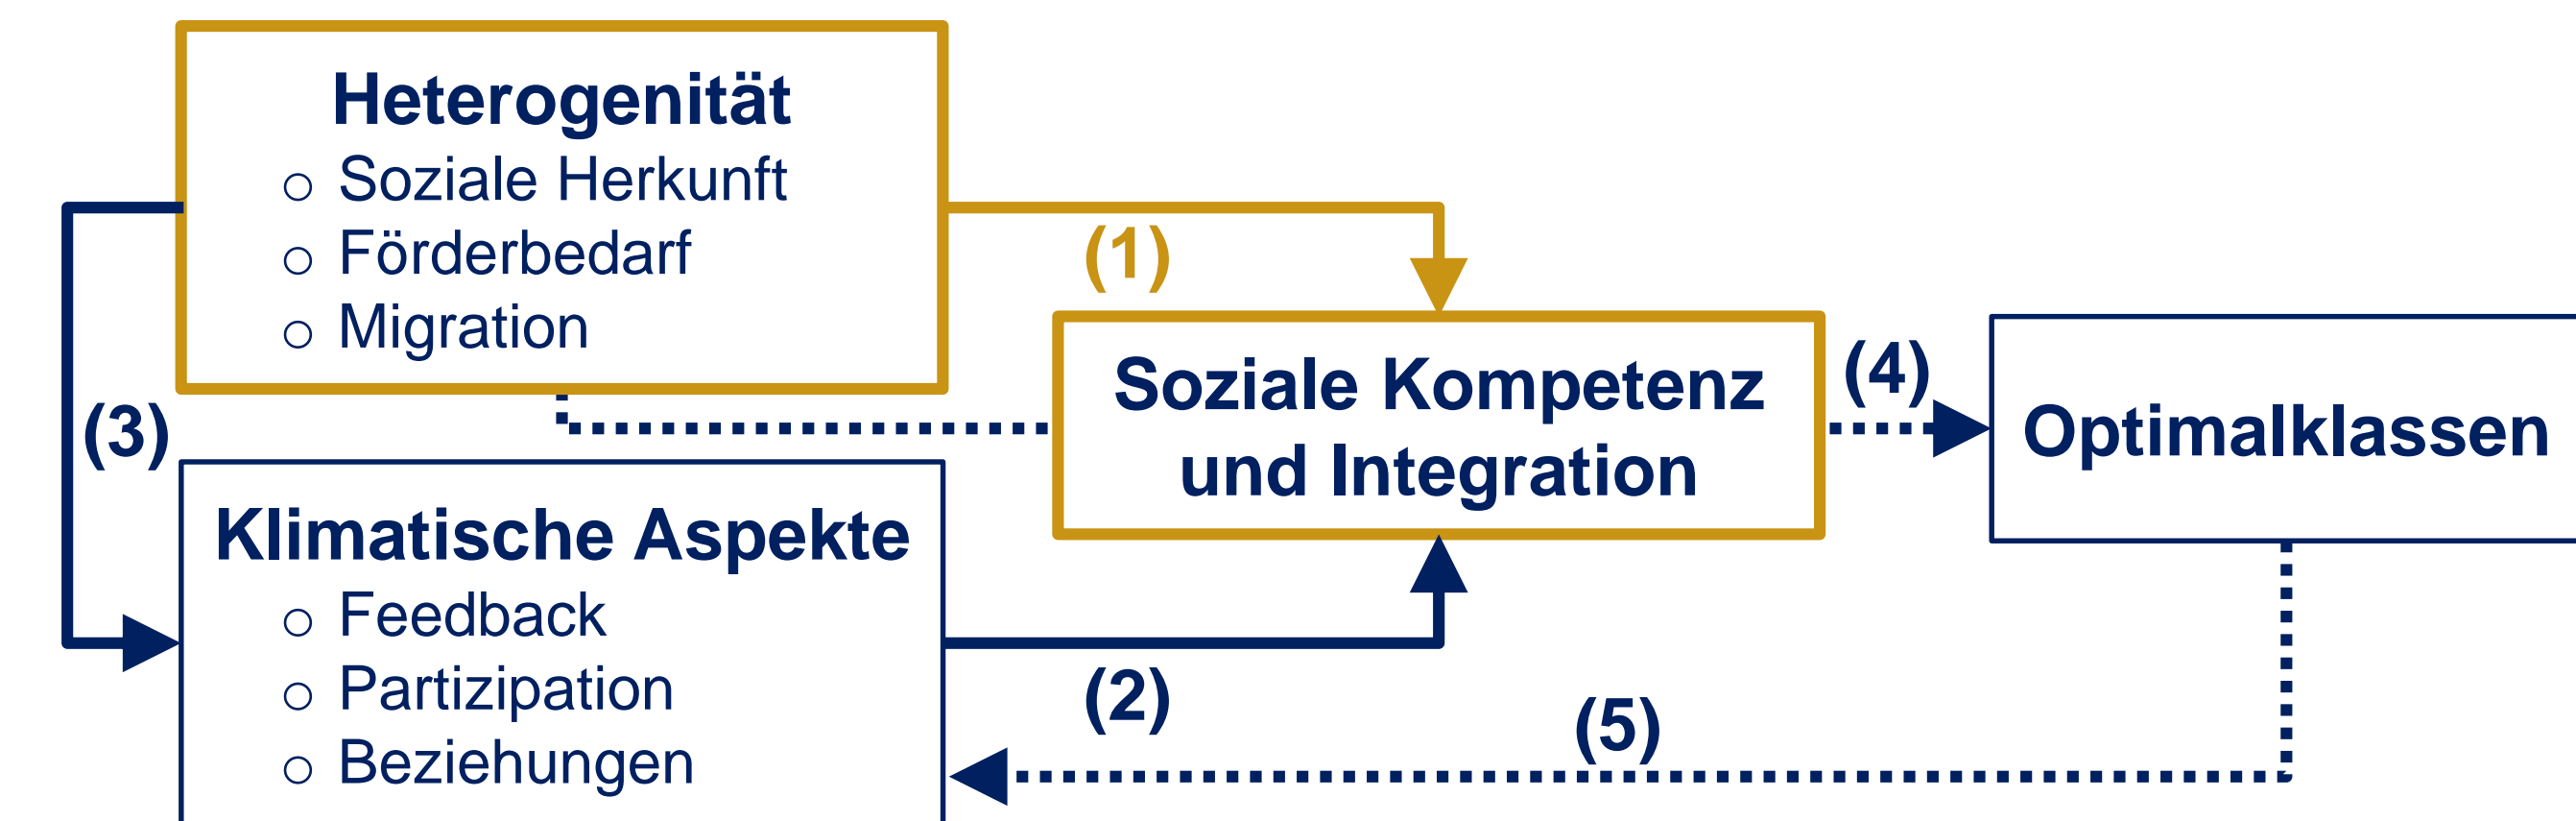 Heterogenität
○ Soziale Herkunft
○ Förderbedarf
○ Migration
(1)
(3)
Soziale Kompetenz
und Integration
(4)
Optimalklassen
Klimatische Aspekte
○ Feedback
○ Partizipation
○ Beziehungen
(2)
(5)